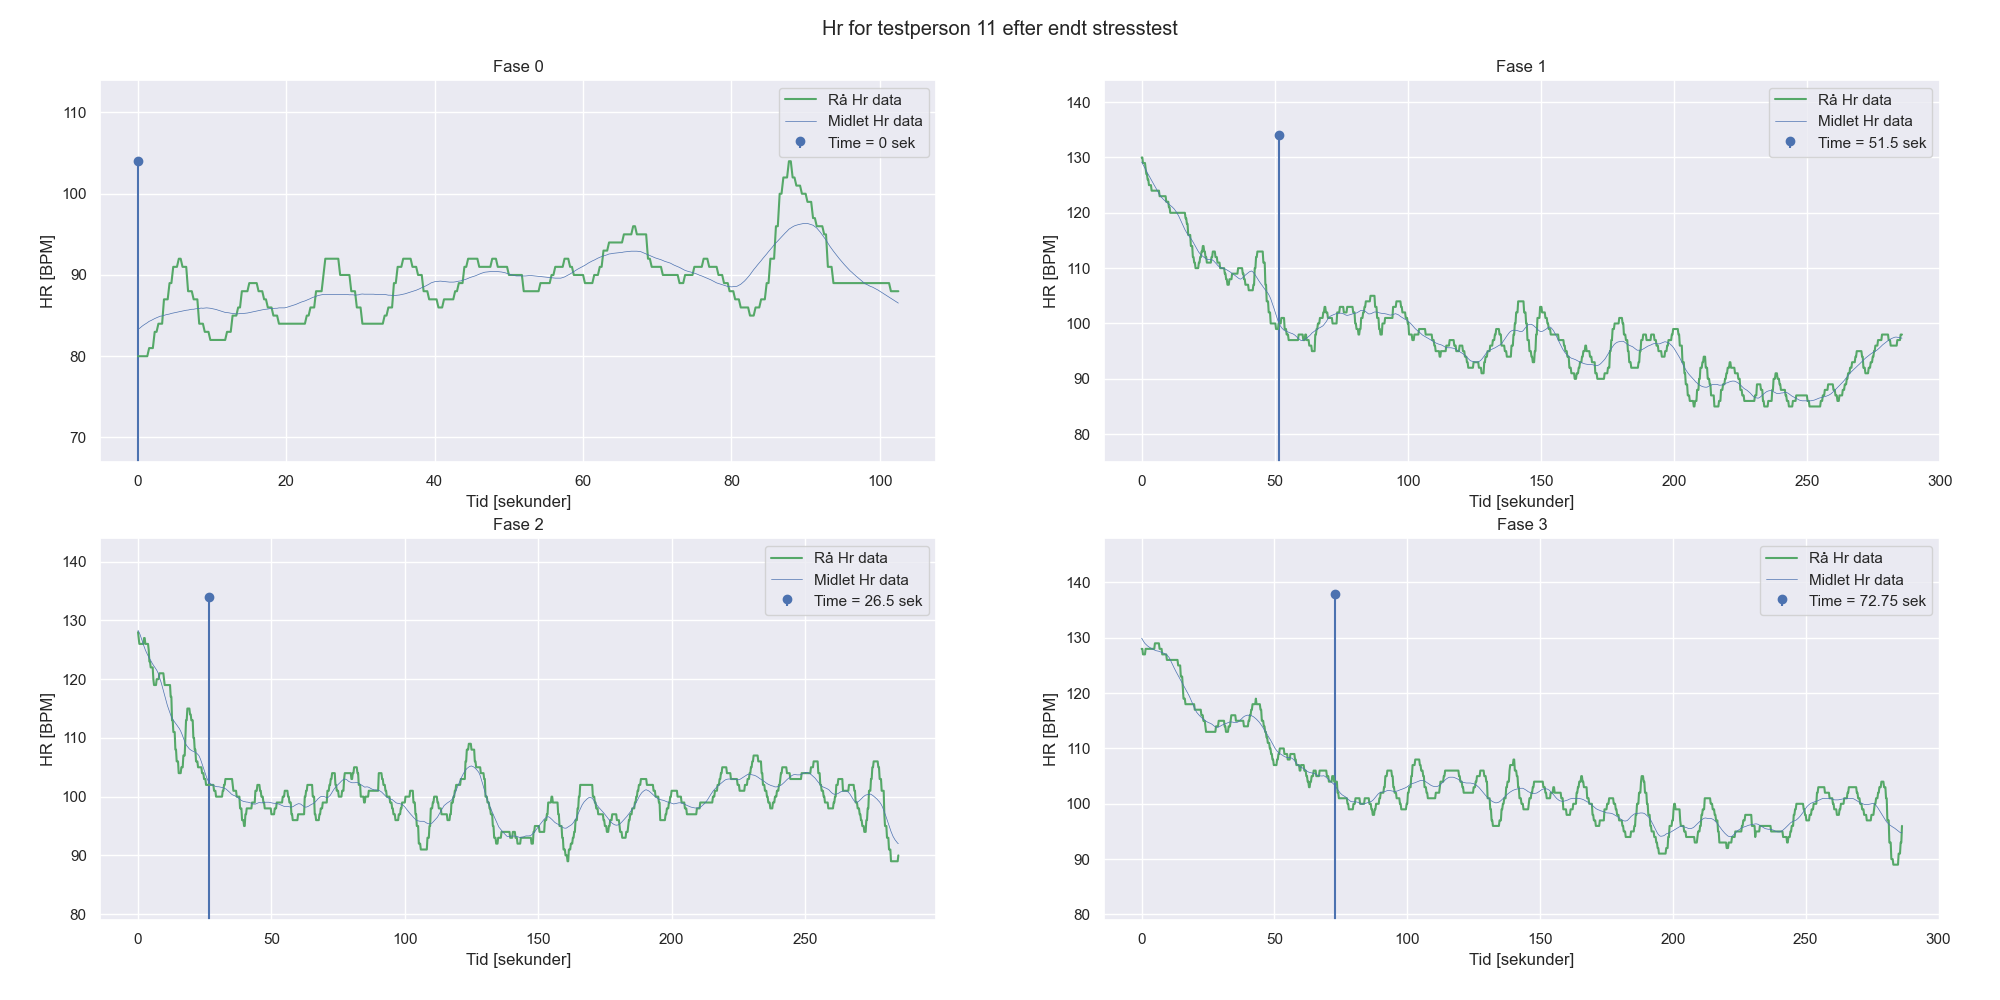 Hr for testperson 11 efter endt stresstest
Fase 0
110
100
90
80
70
HR [BPM]
Rå Hr data
Midlet Hr data
Time = 0 sek
0 20 40 60 80 100
Tid [sekunder]
Fase 1
140
130
120
110
100
90
80
HR [BPM]
Rå Hr data
Midlet Hr data
Time = 51.5 sek
0 50 100 150 200 250 300
Tid [sekunder]
Fase 2
140
130
120
110
100
90
80
HR [BPM]
Rå Hr data
Midlet Hr data
Time = 26.5 sek
0 50 100 150 200 250
Tid [sekunder]
Fase 3
140
130
120
110
100
90
80
HR [BPM]
Rå Hr data
Midlet Hr data
Time = 72.75 sek
0 50 100 150 200 250 300
Tid [sekunder]